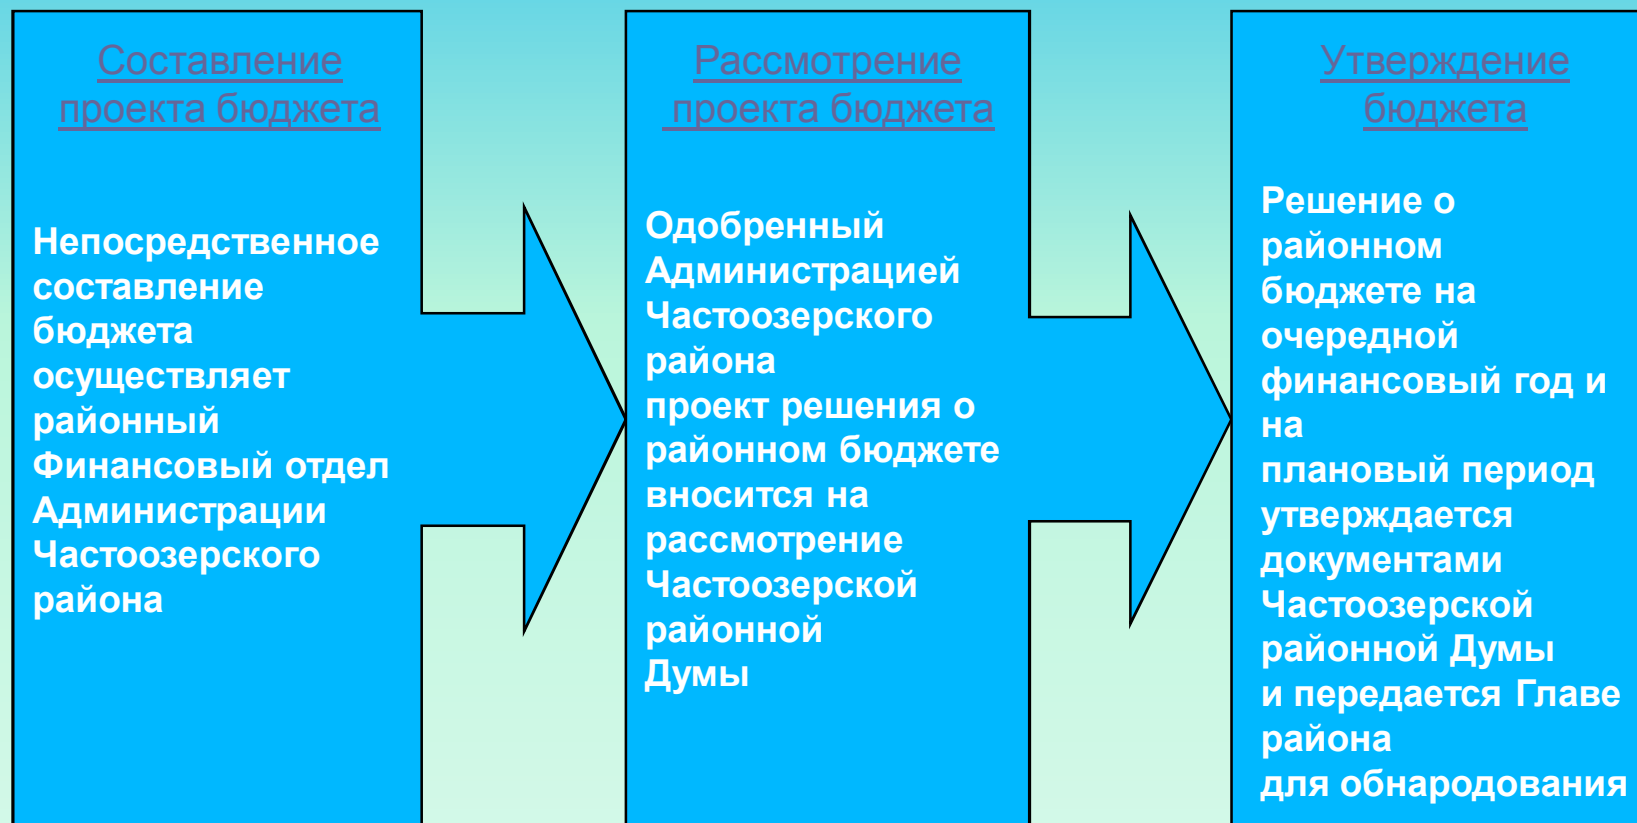 Составление
проекта бюджета
Непосредственное
составление
бюджета
осуществляет
районный
Финансовый отдел
Администрации
Частоозерского
района
Рассмотрение
проекта бюджета
Одобренный
Администрацией
Частоозерского
района
проект решения о
районном бюджете
вносится на
рассмотрение
Частоозерской
районной
Думы
Утверждение
бюджета
Решение о
районном
бюджете на
очередной
финансовый год и
на
плановый период
утверждается
документами
Частоозерской
районной Думы
и передается Главе
района
для обнародования